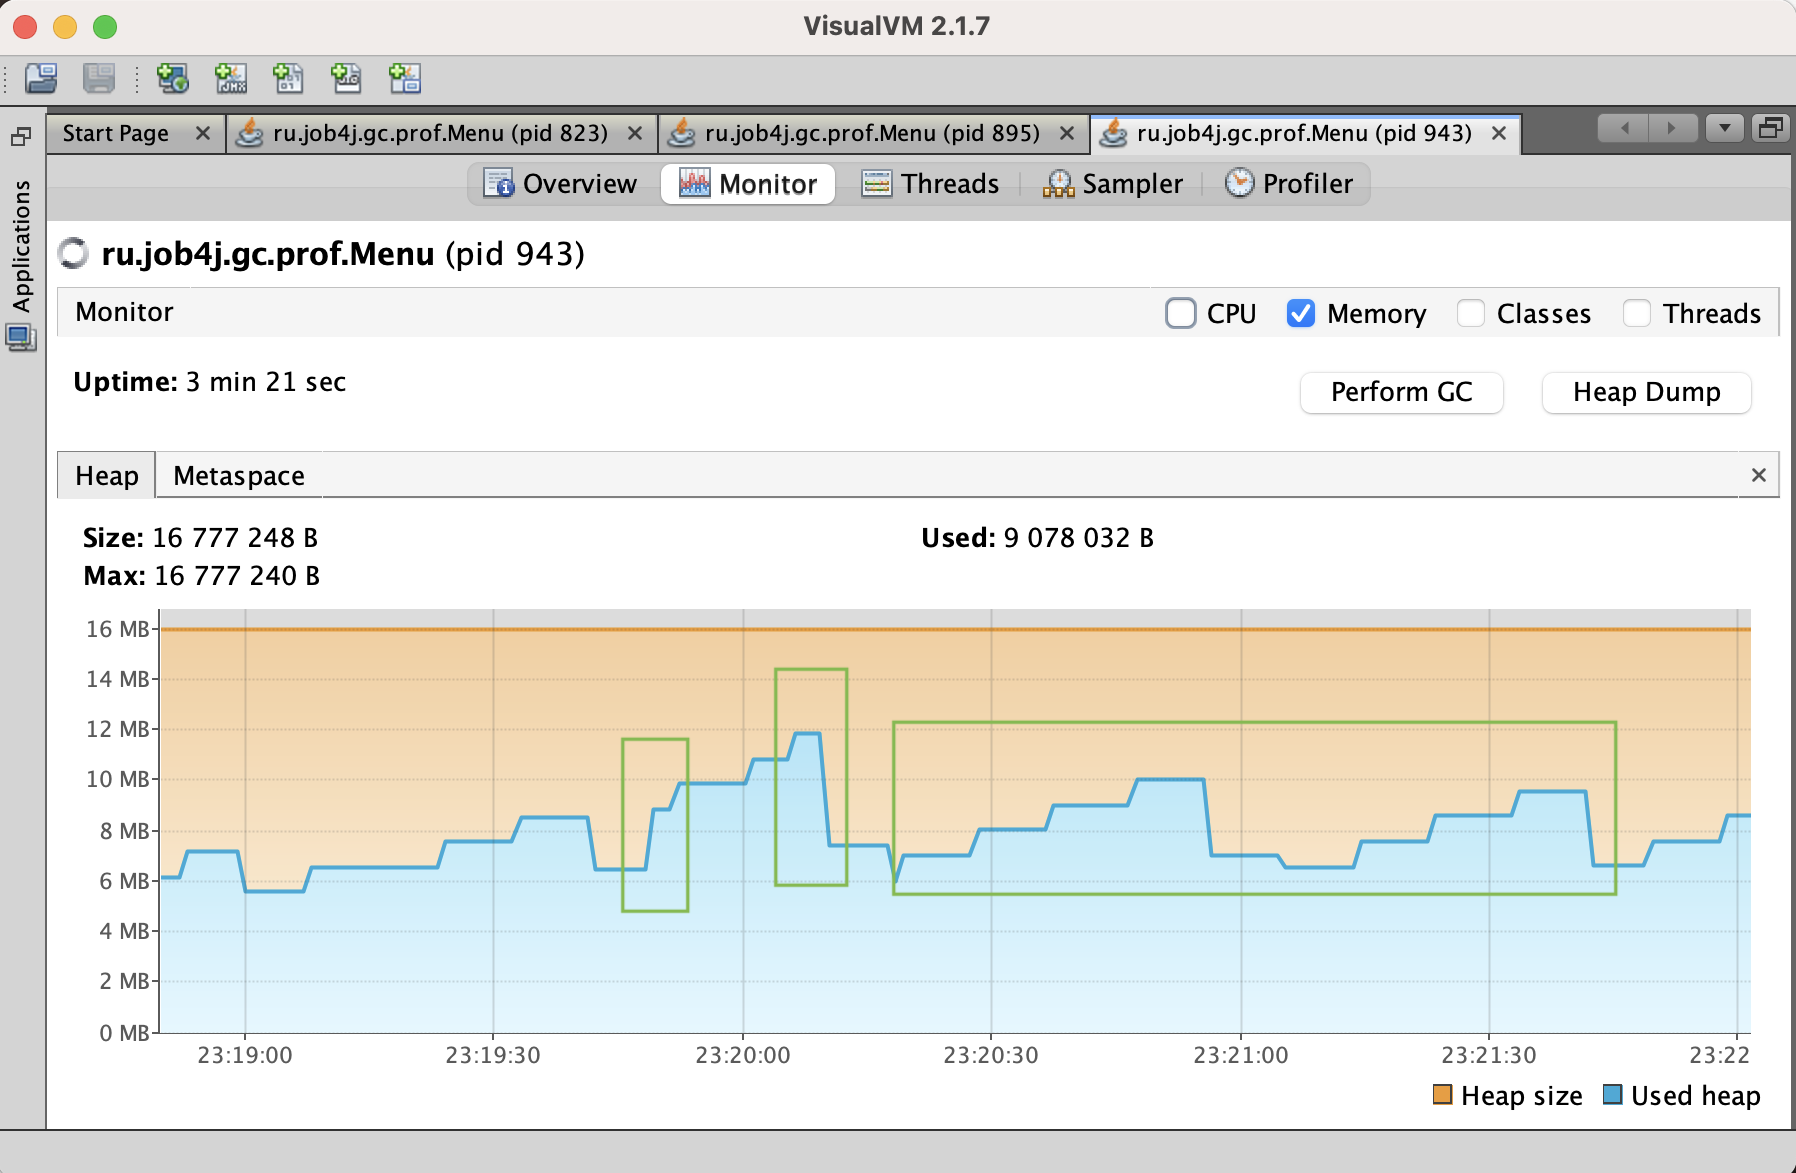 VisualVM 2.1.7
JMX
Start Page
ru.job4j.gc.prof.Menu (pid 823)
ru.job4j.gc.prof.Menu (pid 895)
ru.job4j.gc.prof.Menu (pid 943)
Applications
Overview
Monitor
Threads
Sampler
Profiler
ru.job4j.gc.prof.Menu (pid 943)
Monitor
CPU
Memory
Classes
Threads
Uptime: 3 min 21 sec
Perform GC
Heap Dump
Heap
Metaspace
Size: 16 777 248 B
Used: 9 078 032 B
Max: 16 777 240 B
16 MB
14 MB
12 MB
10 MB
8 MB
6 MB
4 MB
2 MB
0 MB
23:19:00
23:19:30
23:20:00
23:20:30
23:21:00
23:21:30
23:22
Heap size
Used heap